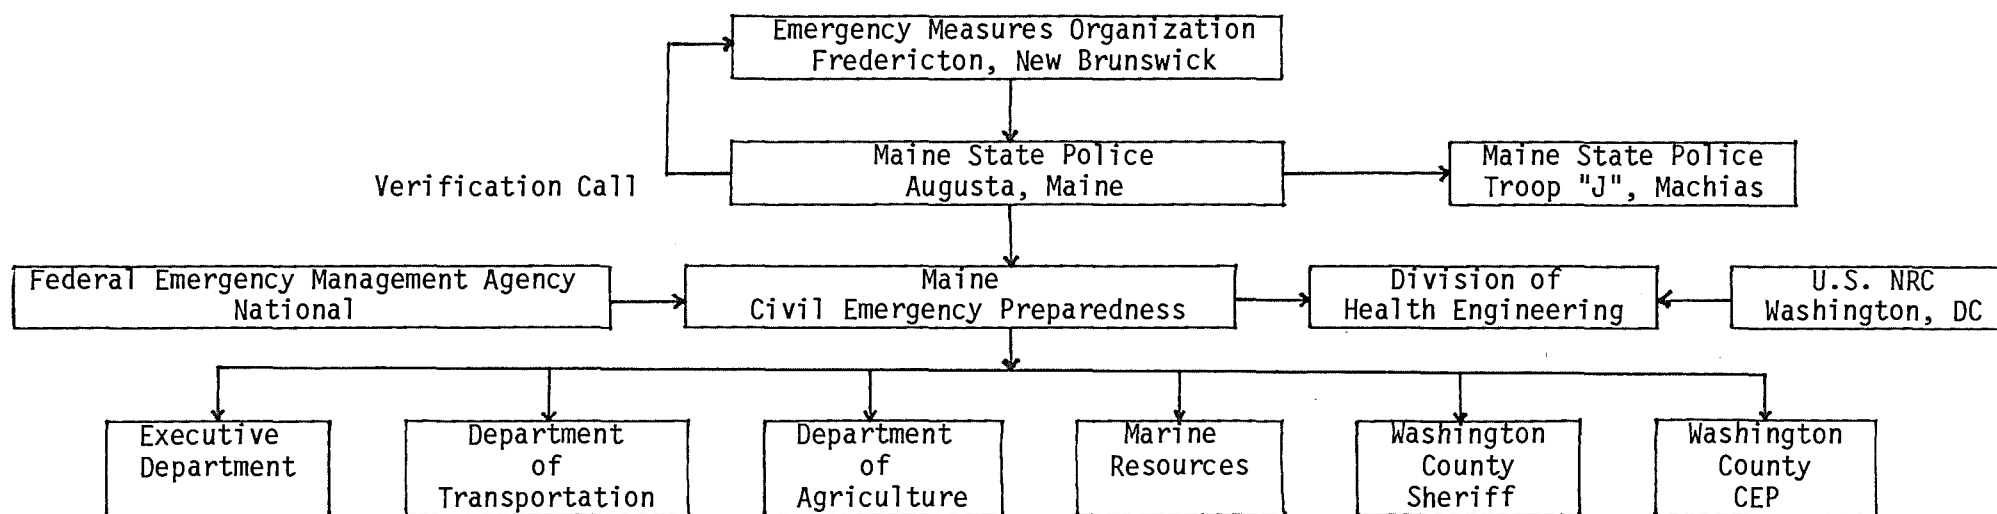 Emergency Measures Organization
Fredericton, New Brunswick
Maine State Police
Augusta, Maine
Maine State Police
Troop "J", Machias
Verification Call
Federal Emergency Management Agency
National
Maine
Civil Emergency Preparedness
Division of
Health Engineering
U.S. NRC
Washington, DC
Executive
Department
Department
of
Transportation
Department
of
Agriculture
Marine
Resources
Washington
County
Sheriff
Washington
County
CEP